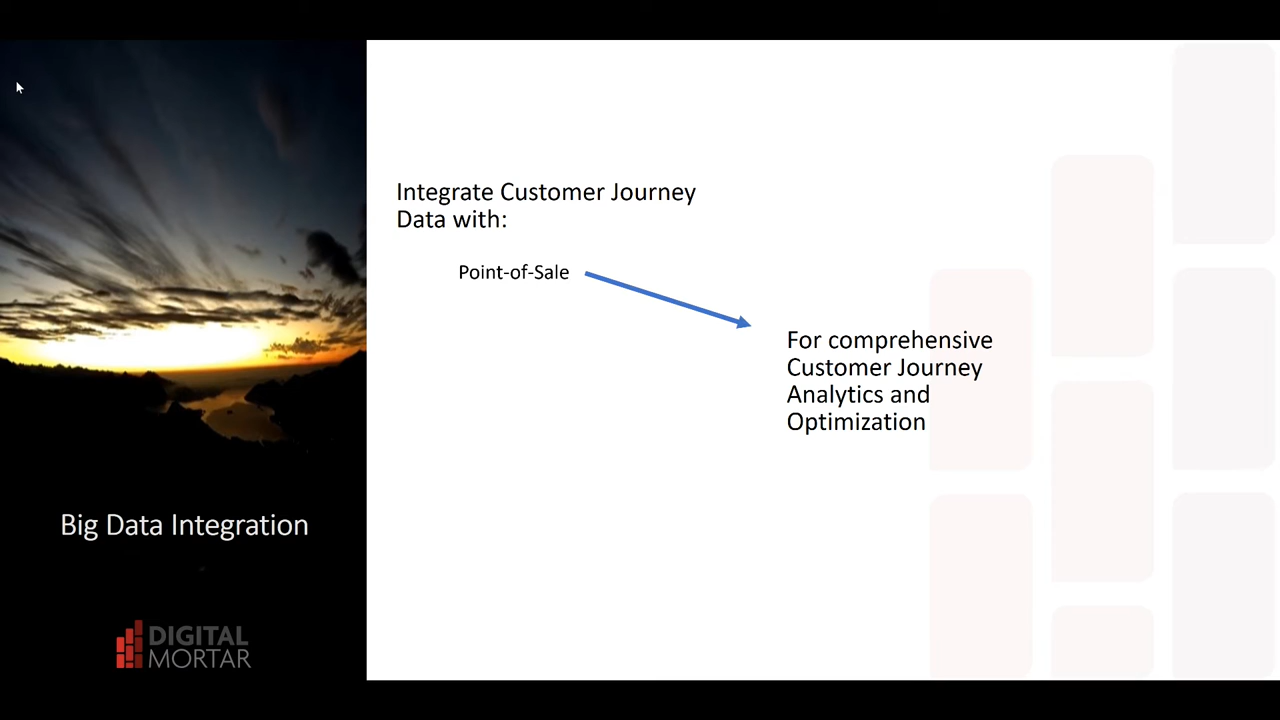 Integrate Customer Journey
Data with:
Point-of-Sale
For comprehensive
Customer Journey
Analytics and
Optimization
Big Data Integration
DIGITAL
MORTAR